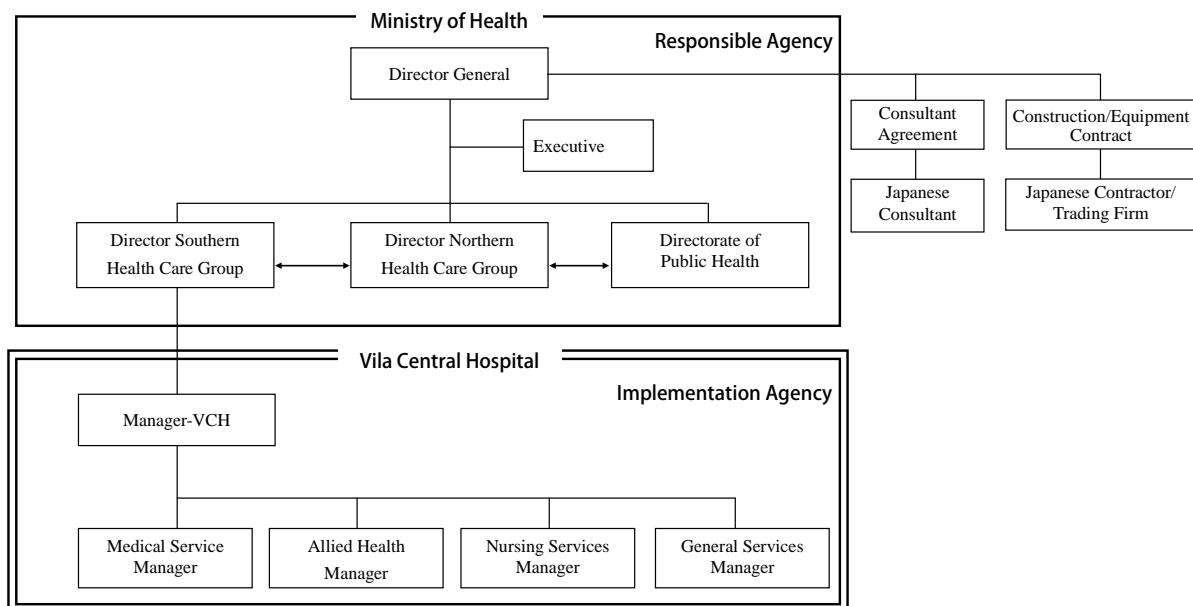 Ministry of Health
Responsible Agency
Director General
Executive
Consultant
Agreement
Construction/Equipment
Contract
Japanese
Consultant
Japanese Contractor/
Trading Firm
Director Southern
Health Care Group
Director Northern
Health Care Group
Directorate of
Public Health
Vila Central Hospital
Implementation Agency
Manager-VCH
Medical Service
Manager
Allied Health
Manager
Nursing Services
Manager
General Services
Manager